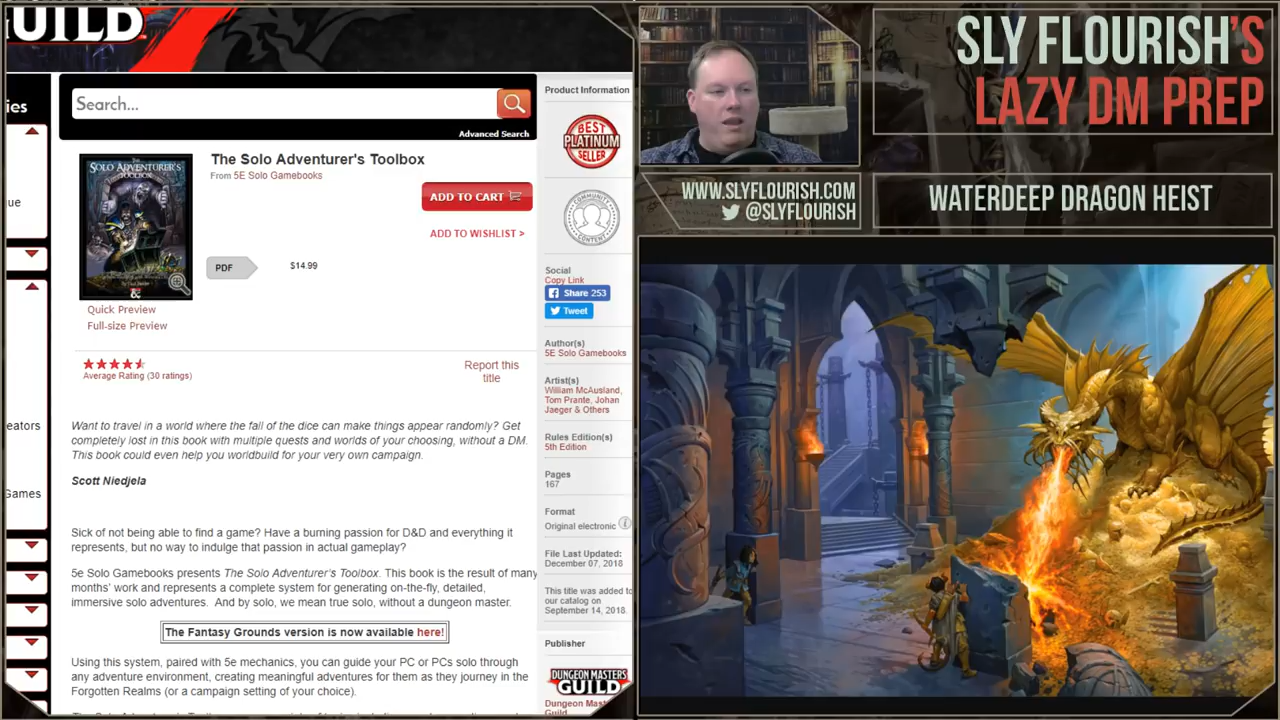 UILD
ies
ue
eators
Games
Search...
Advanced Search
THE SOLO ADVENTURER'S
TOOLBOX
The Solo Adventurer's Toolbox
From 5E Solo Gamebooks
ADD TO CART
ADD TO WISHLIST >
PDF
$14.99
Quick Preview
Full-size Preview
Average Rating (30 ratings)
Report this
title
Want to travel in a world where the fall of the dice can make things appear randomly? Get
completely lost in this book with multiple quests and worlds of your choosing, without a DM.
This book could even help you worldbuild for your very own campaign.
Scott Niedjela
Sick of not being able to find a game? Have a burning passion for D&D and everything it
represents, but no way to indulge that passion in actual gameplay?
5e Solo Gamebooks presents The Solo Adventurer's Toolbox. This book is the result of many
months' work and represents a complete system for generating on-the-fly, detailed,
immersive solo adventures. And by solo, we mean true solo, without a dungeon master.
The Fantasy Grounds version is now available here!
Using this system, paired with 5e mechanics, you can guide your PC or PCs solo through
any adventure environment, creating meaningful adventures for them as they journey in the
Forgotten Realms (or a campaign setting of your choice).
Product Information
BEST
PLATINUM
SELLER
COMMUNITY
CONTENT
Social
Copy Link
Share 253
Tweet
Author(s)
5E Solo Gamebooks
Artist(s)
William McAusland,
Tom Prante, Johan
Jaeger & Others
Rules Edition(s)
5th Edition
Pages
167
Format
Original electronic
File Last Updated:
December 07, 2018
This title was added to
our catalog on
September 14, 2018.
Publisher
DUNGEON MASTERS
GUILD
Dungeon Masters
Guild
SLY FLOURISH'S
LAZY DM PREP
WWW.SLYFLOURISH.COM
@SLYFLOURISH
WATERDEEP DRAGON HEIST